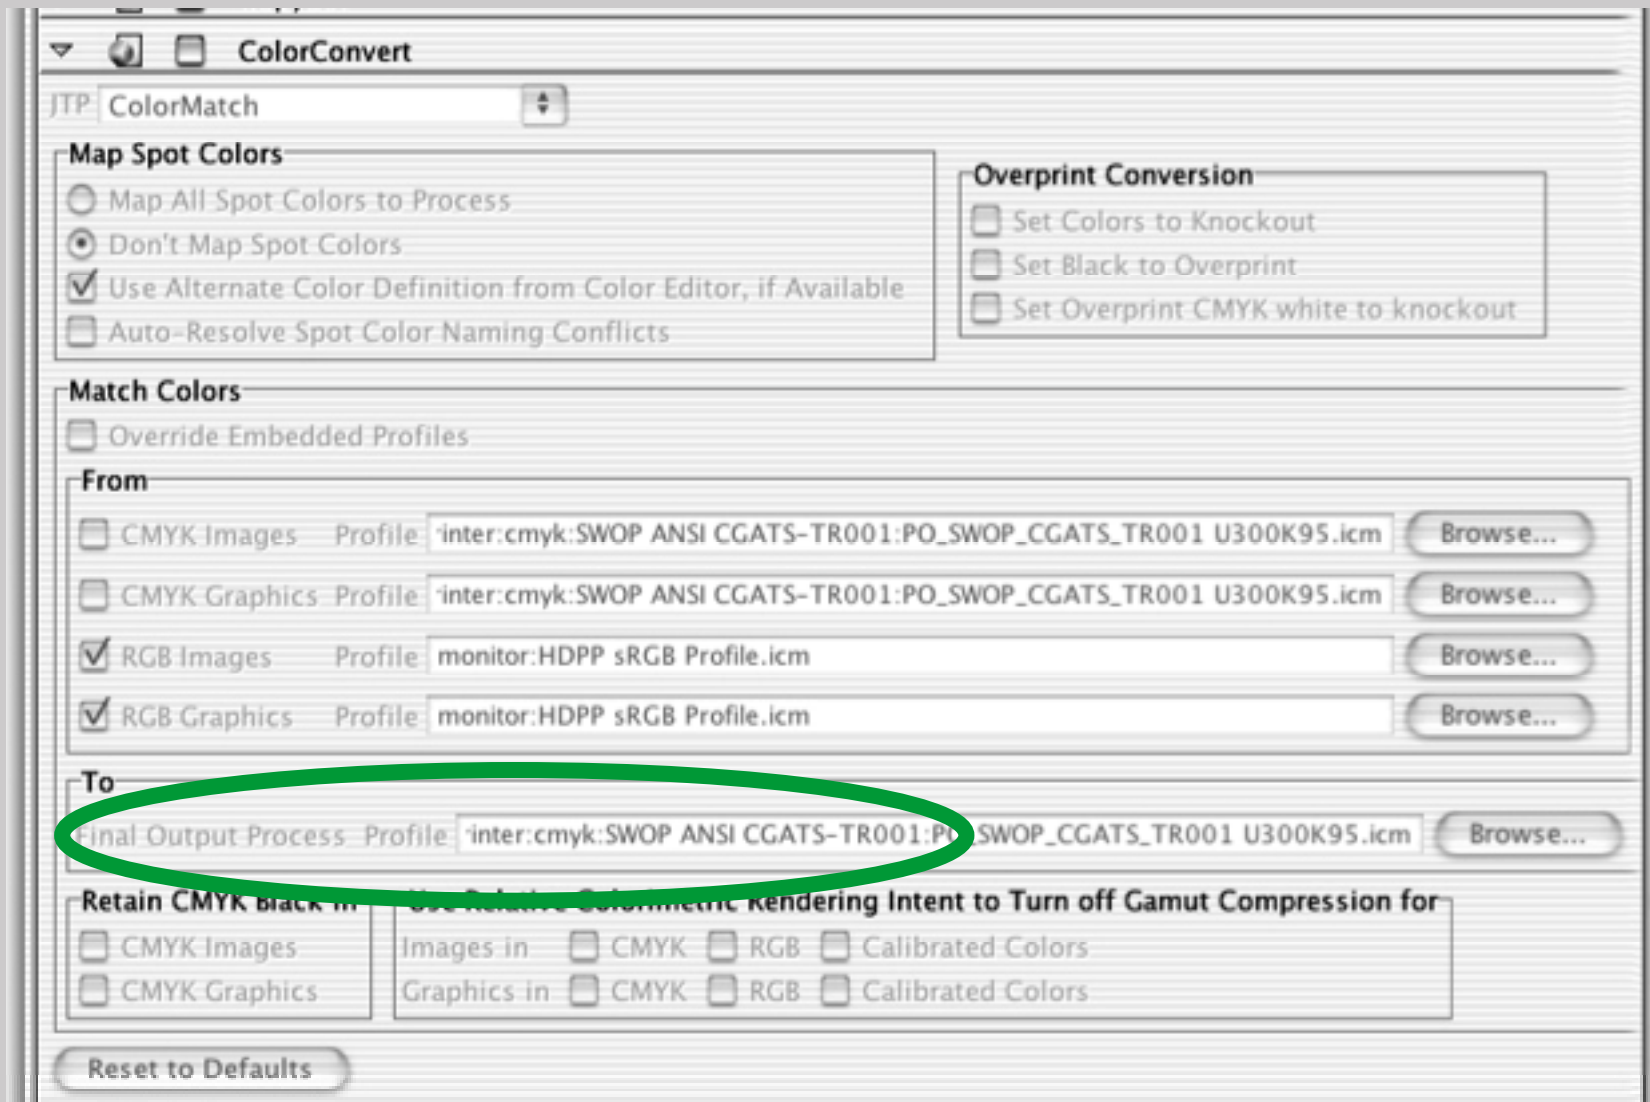 ColorConvert
JTP ColorMatch
Map Spot Colors
Map All Spot Colors to Process
Don't Map Spot Colors
Use Alternate Color Definition from Color Editor, if Available
Auto-Resolve Spot Color Naming Conflicts
Overprint Conversion
Set Colors to Knockout
Set Black to Overprint
Set Overprint CMYK white to knockout
Match Colors
Override Embedded Profiles
From
CMYK Images Profile inter:cmyk:SWOP ANSI CGATS-TR001:PO_SWOP_CGATS_TR001 U300K95.icm Browse...
CMYK Graphics Profile inter:cmyk:SWOP ANSI CGATS-TR001:PO_SWOP_CGATS_TR001 U300K95.icm Browse...
RGB Images Profile monitor:HDPP sRGB Profile.icm Browse...
RGB Graphics Profile monitor:HDPP sRGB Profile.icm Browse...
To
Final Output Process Profile inter:cmyk:SWOP ANSI CGATS-TR001:PO_SWOP_CGATS_TR001 U300K95.icm Browse...
Retain CMYK Black in
CMYK Images
CMYK Graphics
Use Relative Colorimetric Rendering Intent to Turn off Gamut Compression for
Images in CMYK RGB Calibrated Colors
Graphics in CMYK RGB Calibrated Colors
Reset to Defaults